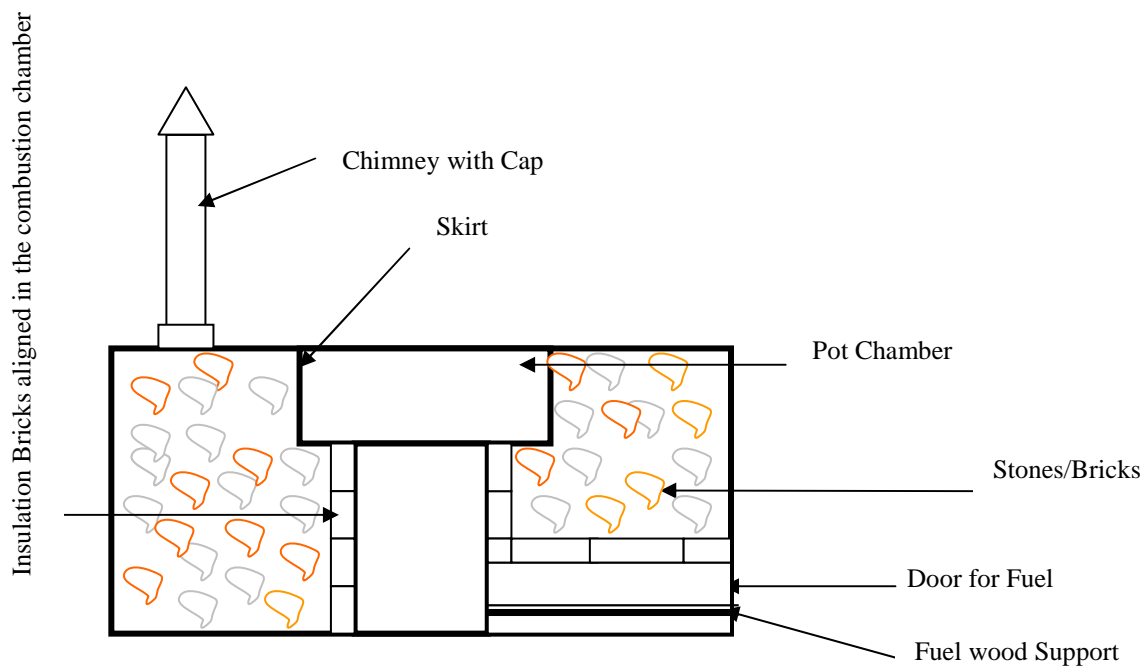 Insulation Bricks aligned in the combustion chamber
Chimney with Cap
Skirt
Pot Chamber
Stones/Bricks
Door for Fuel
Fuel wood Support